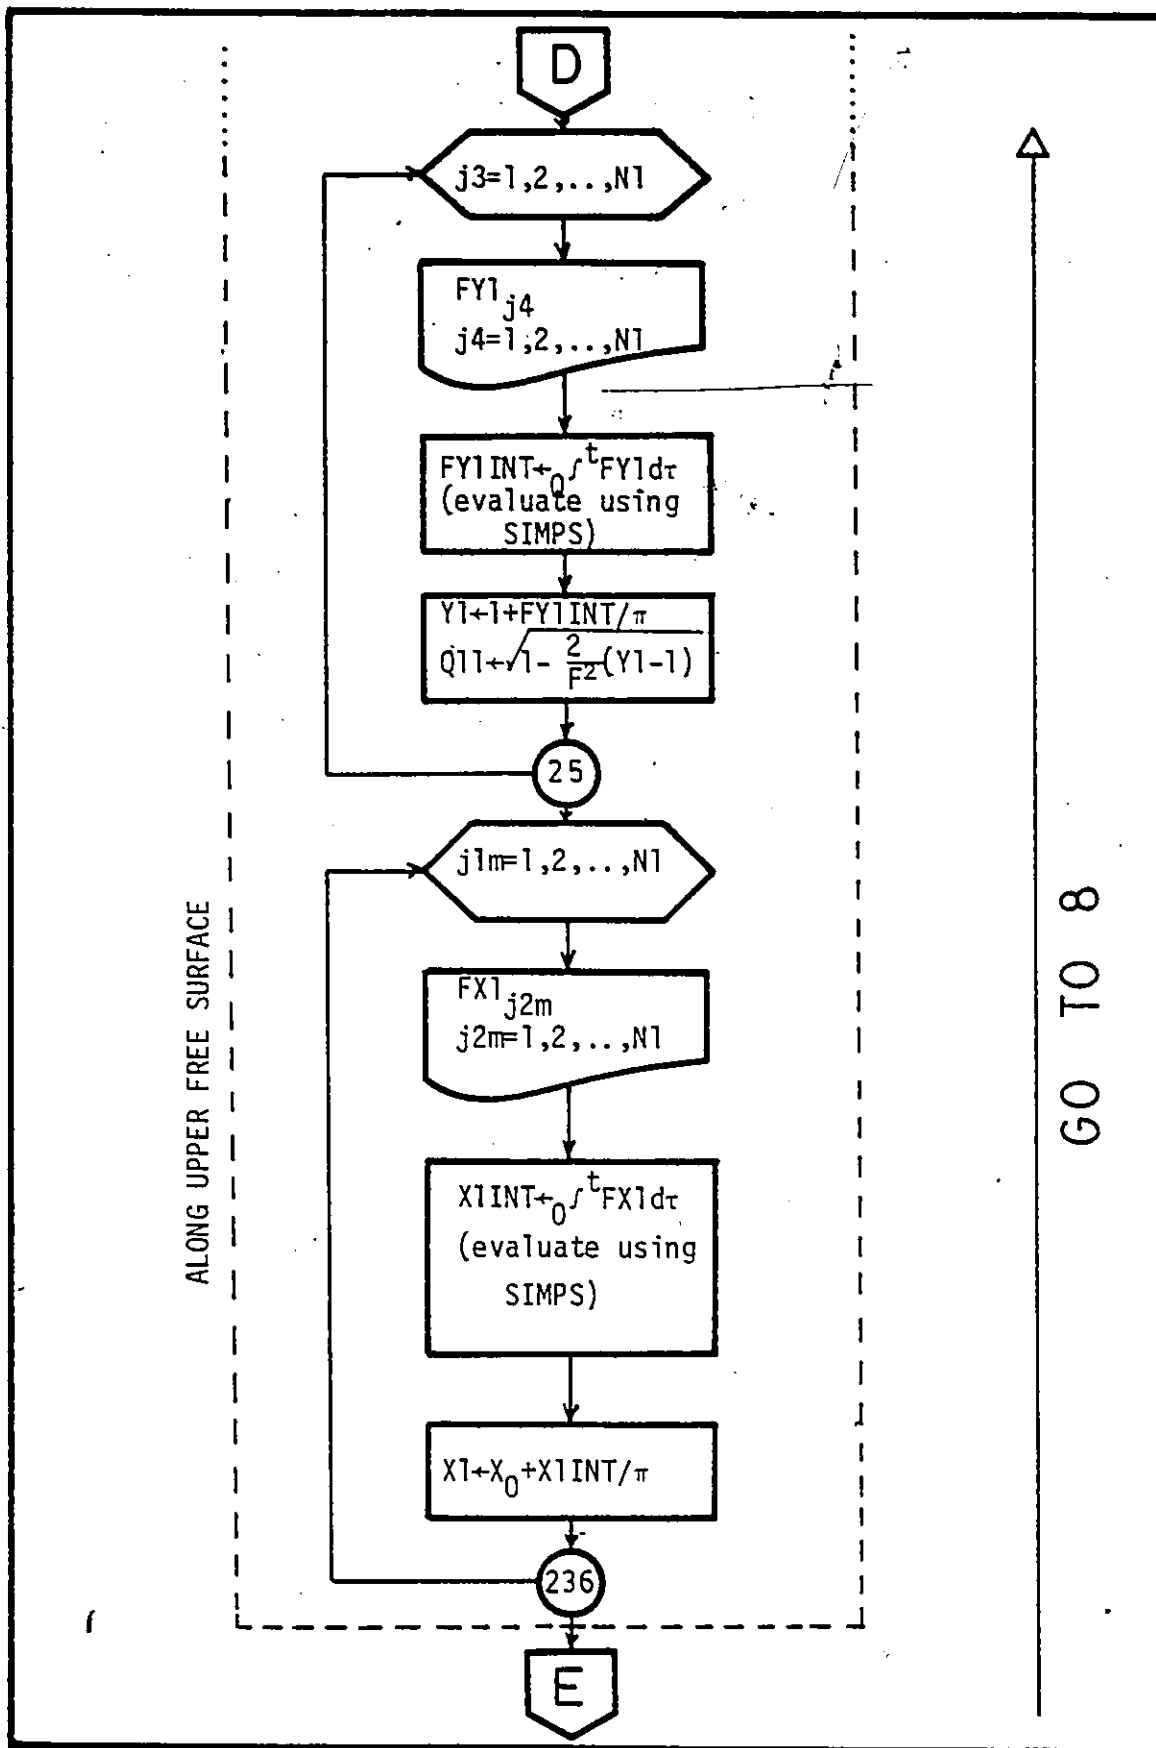 D
j3=1,2,..,N1
FY1j4
j4=1,2,..,N1
FY1INT←0∫tFY1dτ
(evaluate using
SIMPS)
Y1←1+FY1INT/π
Q11←√1- 2/F² (Y1-1)
25
j1m=1,2,..,N1
FX1j2m
j2m=1,2,..,N1
X1INT←0∫tFX1dτ
(evaluate using
SIMPS)
X1←X0+X1INT/π
236
E
ALONG UPPER FREE SURFACE
GO TO 8